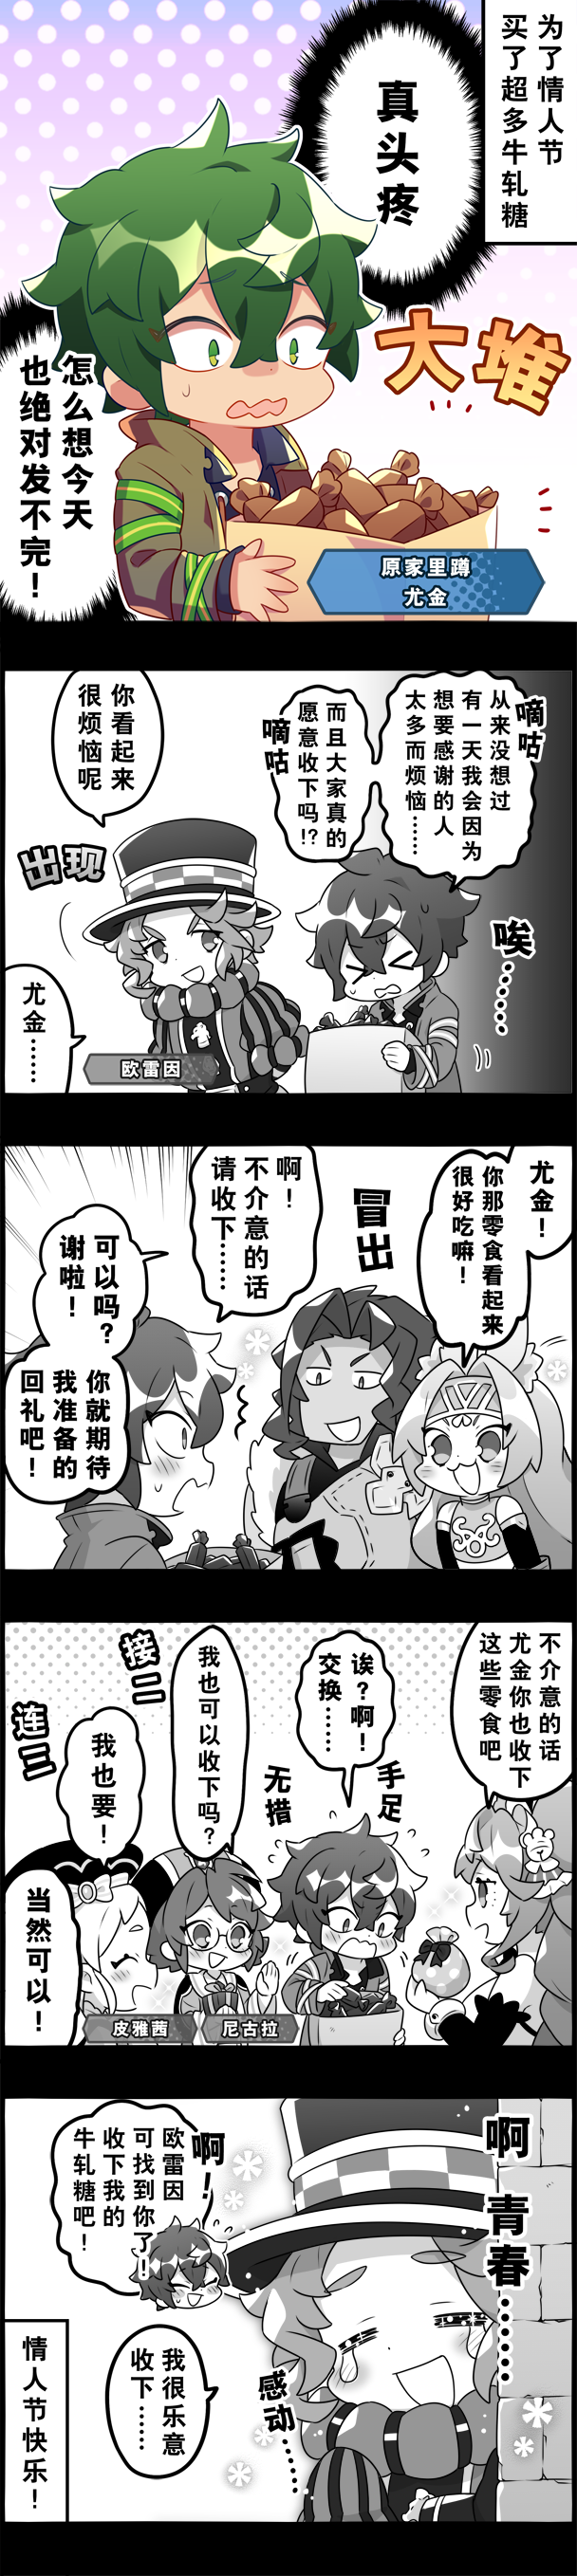 为了情人节
买了超多牛轧糖
真头疼
大堆
怎么想今天
也绝对发不完！
原家里蹲
尤金
嘀咕
从来没想过
有一天我会因为
想要感谢的人
太多而烦恼……
而且大家真的
愿意收下吗!?
嘀咕
唉……
你看起来
很烦恼呢
出现
尤金……
欧雷因
尤金！
你那零食看起来
很好吃嘛！
冒出
啊！
不介意的话
请收下……
可以吗？
谢啦！
你就期待
我准备的
回礼吧！
不介意的话
尤金你也收下
这些零食吧
诶？啊！
交换……
手足
无措
我也可以收下吗？
接二
连三
我也要！
当然可以！
皮雅茜
尼古拉
啊 青春……
啊！
欧雷因
可找到你了！
收下我的
牛轧糖吧！
我很乐意
收下……
感动……
情人节快乐！